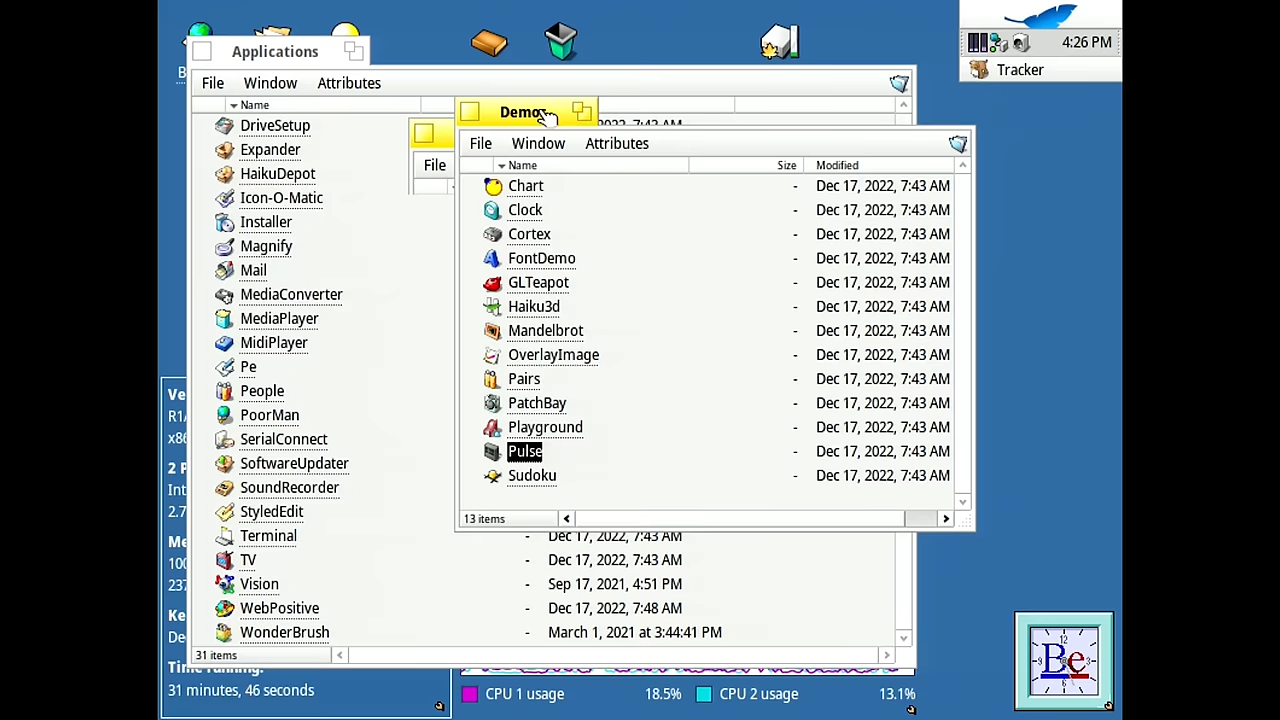 4:26 PM
Tracker
Applications
File Window Attributes
Name
DriveSetup
Expander
HaikuDepot
Icon-O-Matic
Installer
Magnify
Mail
MediaConverter
MediaPlayer
MidiPlayer
Pe
People
PoorMan
SerialConnect
SoftwareUpdater
SoundRecorder
StyledEdit
Terminal - Dec 17, 2022, 7:43 AM
TV - Dec 17, 2022, 7:43 AM
Vision - Sep 17, 2021, 4:51 PM
WebPositive - Dec 17, 2022, 7:48 AM
WonderBrush - March 1, 2021 at 3:44:41 PM
31 items
File
Demo
File Window Attributes
Name Size Modified
Chart - Dec 17, 2022, 7:43 AM
Clock - Dec 17, 2022, 7:43 AM
Cortex - Dec 17, 2022, 7:43 AM
FontDemo - Dec 17, 2022, 7:43 AM
GLTeapot - Dec 17, 2022, 7:43 AM
Haiku3d - Dec 17, 2022, 7:43 AM
Mandelbrot - Dec 17, 2022, 7:43 AM
OverlayImage - Dec 17, 2022, 7:43 AM
Pairs - Dec 17, 2022, 7:43 AM
PatchBay - Dec 17, 2022, 7:43 AM
Playground - Dec 17, 2022, 7:43 AM
Pulse - Dec 17, 2022, 7:43 AM
Sudoku - Dec 17, 2022, 7:43 AM
13 items
31 minutes, 46 seconds
CPU 1 usage 18.5% CPU 2 usage 13.1%
12
3
6
9
Be